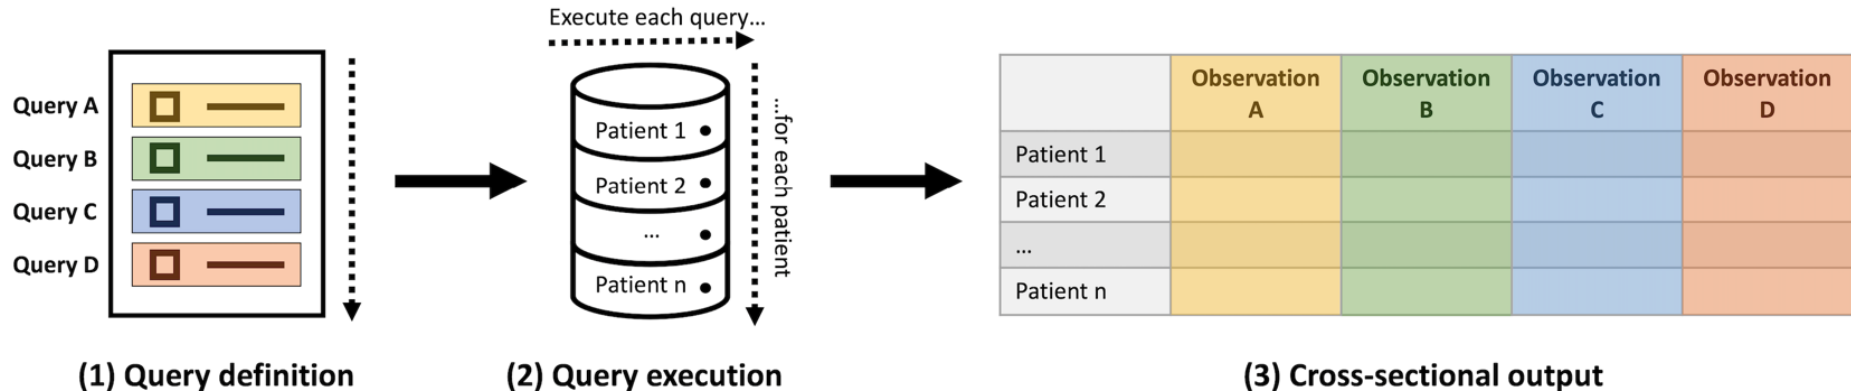 Query A
Query B
Query C
Query D
(1) Query definition
Execute each query...
...for each patient
Patient 1
Patient 2
...
Patient n
(2) Query execution
Observation A
Observation B
Observation C
Observation D
Patient 1
Patient 2
...
Patient n
(3) Cross-sectional output